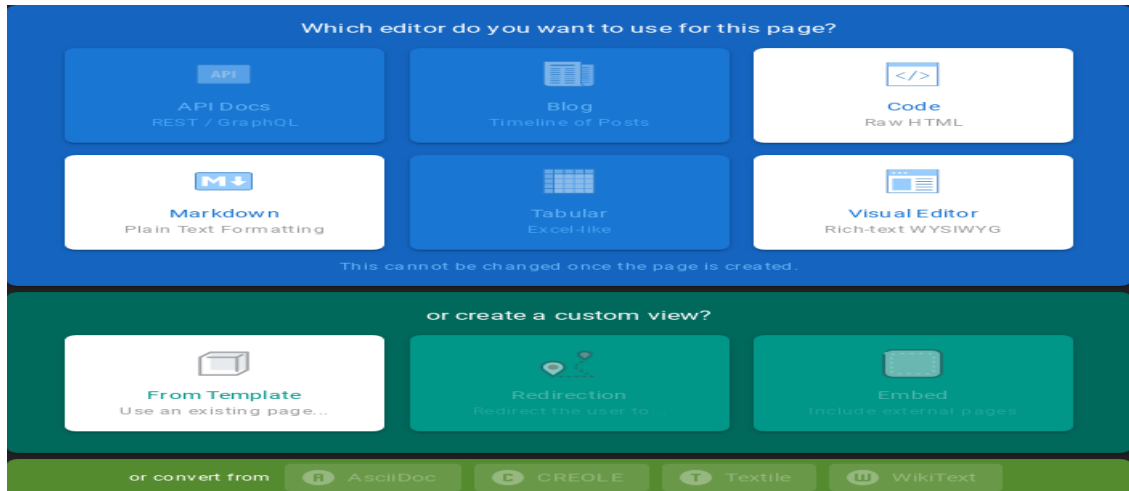 Which editor do you want to use for this page?
API
API Docs
REST / GraphQL
Blog
Timeline of Posts
</>
Code
Raw HTML
M
Markdown
Plain Text Formatting
Tabular
Excel-like
Visual Editor
Rich-text WYSIWYG
This cannot be changed once the page is created.
or create a custom view?
From Template
Use an existing page...
Redirection
Redirect the user to...
Embed
Include external pages
or convert from
A AsciiDoc
C CREOLE
T Textile
W WikiText